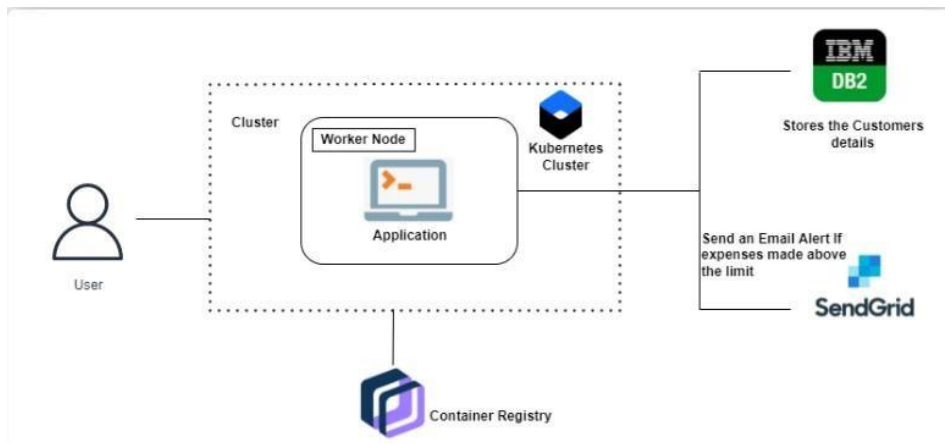 IBM
DB2
Stores the Customers
details
Cluster
Worker Node
Kubernetes
Cluster
Application
User
Send an Email Alert If
expenses made above
the limit
SendGrid
Container Registry